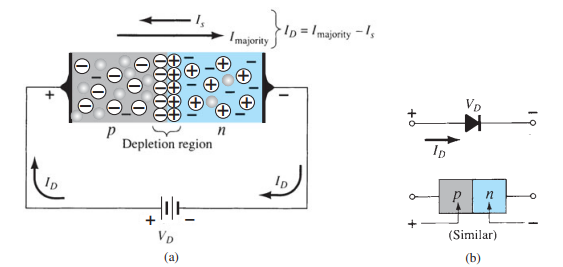 I_s
I_majority
I_D = I_majority − I_s
+
−
p
n
Depletion region
I_D
I_D
+
−
V_D
(a)
+
V_D
−
I_D
p
n
+
−
(Similar)
(b)